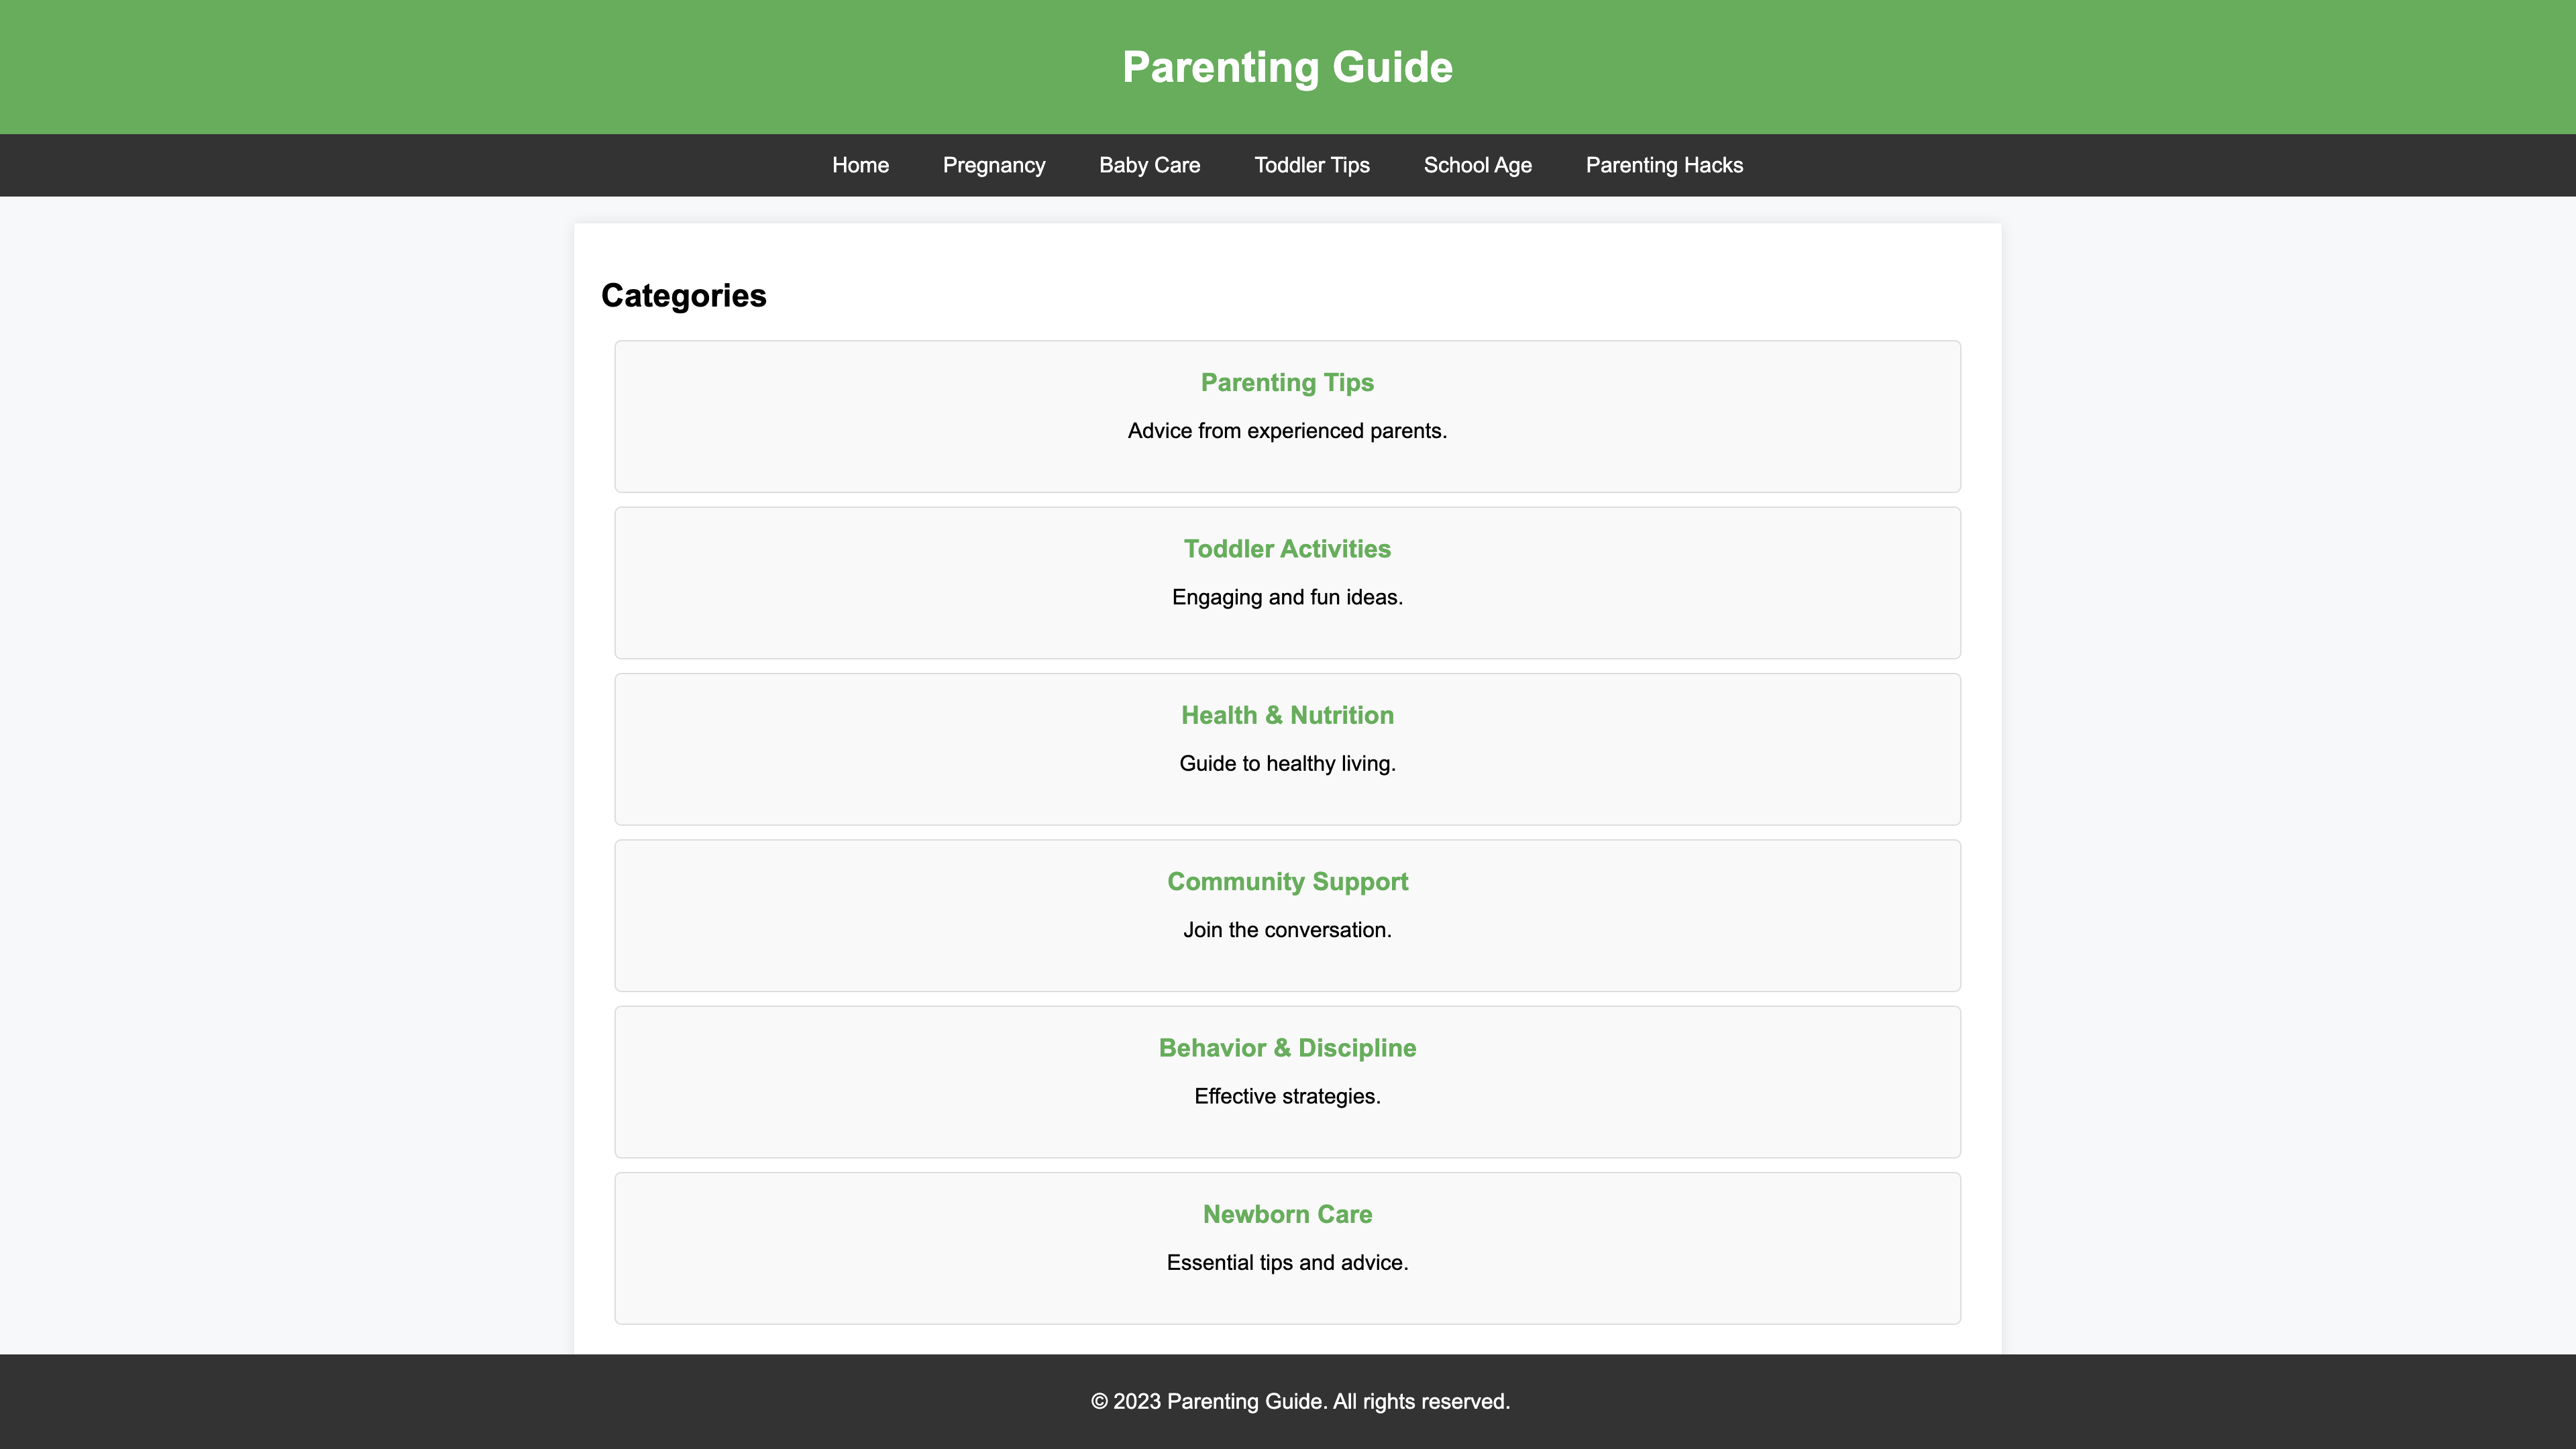 Parenting Guide
Home Pregnancy Baby Care Toddler Tips School Age Parenting Hacks
Categories
Parenting Tips
Advice from experienced parents.
Toddler Activities
Engaging and fun ideas.
Health & Nutrition
Guide to healthy living.
Community Support
Join the conversation.
Behavior & Discipline
Effective strategies.
Newborn Care
Essential tips and advice.
© 2023 Parenting Guide. All rights reserved.